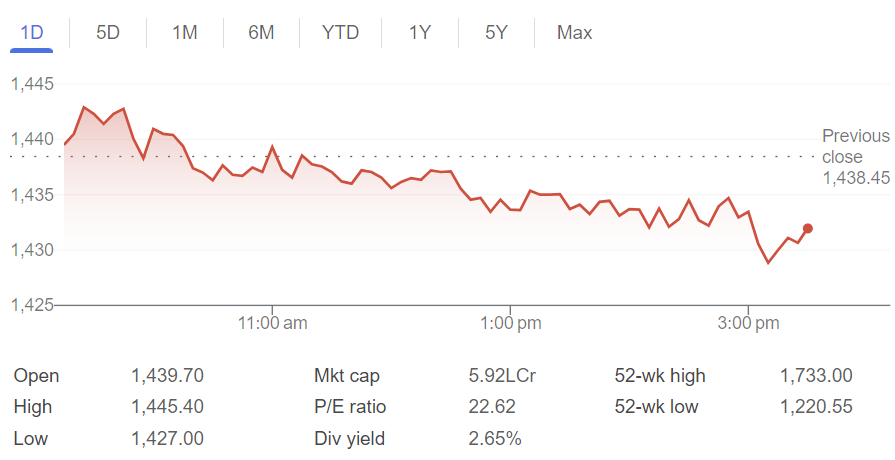 1D 5D 1M 6M YTD 1Y 5Y Max
1,445
1,440
1,435
1,430
1,425
Previous
close
1,438.45
11:00 am 1:00 pm 3:00 pm
Open 1,439.70 Mkt cap 5.92LCr 52-wk high 1,733.00
High 1,445.40 P/E ratio 22.62 52-wk low 1,220.55
Low 1,427.00 Div yield 2.65%